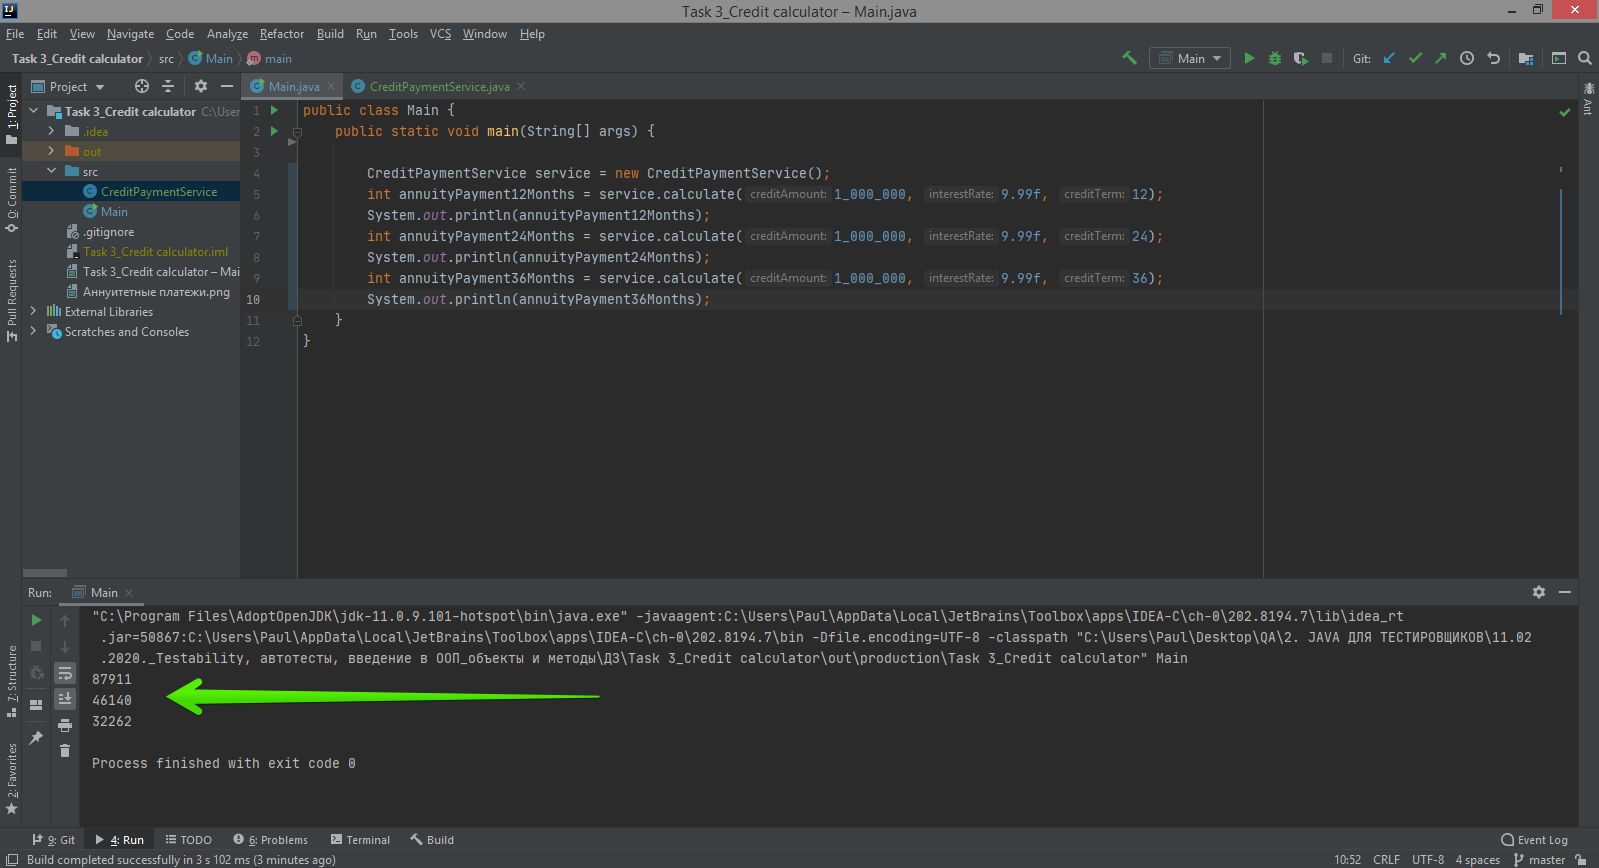 Task 3_Credit calculator – Main.java
File Edit View Navigate Code Analyze Refactor Build Run Tools VCS Window Help
Task 3_Credit calculator src Main main
Main Git:
1: Project
0: Commit
Pull Requests
7: Structure
2: Favorites
Ant
Project
Task 3_Credit calculator C:\User
.idea
out
src
CreditPaymentService
Main
.gitignore
Task 3_Credit calculator.iml
Task 3_Credit calculator – Mai
Аннуитетные платежи.png
External Libraries
Scratches and Consoles
Main.java CreditPaymentService.java
1 public class Main {
2 public static void main(String[] args) {
3
4 CreditPaymentService service = new CreditPaymentService();
5 int annuityPayment12Months = service.calculate( creditAmount: 1_000_000, interestRate: 9.99f, creditTerm: 12);
6 System.out.println(annuityPayment12Months);
7 int annuityPayment24Months = service.calculate( creditAmount: 1_000_000, interestRate: 9.99f, creditTerm: 24);
8 System.out.println(annuityPayment24Months);
9 int annuityPayment36Months = service.calculate( creditAmount: 1_000_000, interestRate: 9.99f, creditTerm: 36);
10 System.out.println(annuityPayment36Months);
11 }
12 }
Run: Main
"C:\Program Files\AdoptOpenJDK\jdk-11.0.9.101-hotspot\bin\java.exe" -javaagent:C:\Users\Paul\AppData\Local\JetBrains\Toolbox\apps\IDEA-C\ch-0\202.8194.7\lib\idea_rt
.jar=50867:C:\Users\Paul\AppData\Local\JetBrains\Toolbox\apps\IDEA-C\ch-0\202.8194.7\bin -Dfile.encoding=UTF-8 -classpath "C:\Users\Paul\Desktop\QA\2. JAVA ДЛЯ ТЕСТИРОВЩИКОВ\11.02
.2020._Testability, автотесты, введение в ООП_объекты и методы\ДЗ\Task 3_Credit calculator\out\production\Task 3_Credit calculator" Main
87911
46140
32262
Process finished with exit code 0
9: Git 4: Run TODO 6: Problems Terminal Build Event Log
Build completed successfully in 3 s 102 ms (3 minutes ago) 10:52 CRLF UTF-8 4 spaces master